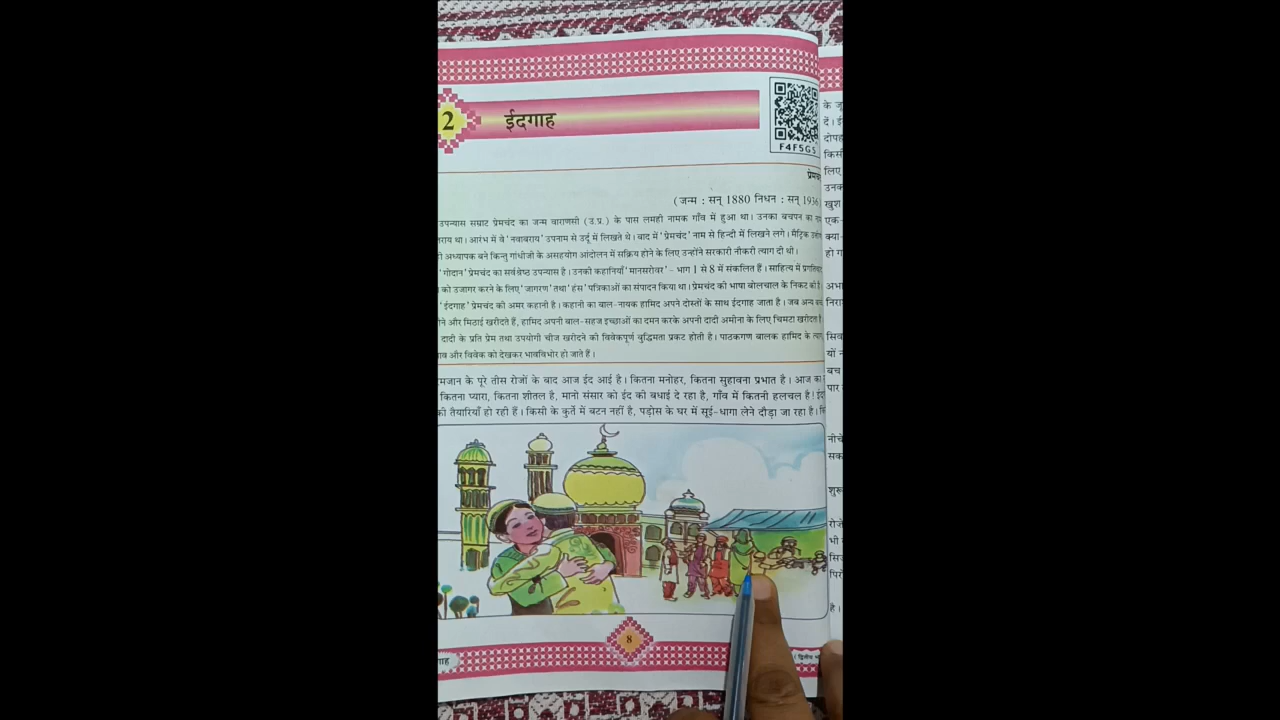 2
ईदगाह
F4F5G5
(जन्म : सन् 1880 निधन : सन् 1936
उपन्यास सम्राट प्रेमचंद का जन्म वाराणसी (उ.प्र.) के पास लमही नामक गाँव में हुआ था। उनका बचपन का
था। आरंभ में वे 'नवाबराय' उपनाम से उर्दू में लिखते थे। बाद में 'प्रेमचंद' नाम से हिन्दी में लिखने लगे। मैट्रिक
अध्यापक बने किन्तु गांधीजी के असहयोग आंदोलन में सक्रिय होने के लिए उन्होंने सरकारी नौकरी त्याग दी थी।
'गोदान' प्रेमचंद का सर्वश्रेष्ठ उपन्यास है। उनकी कहानियाँ 'मानसरोवर' - भाग 1 से 8 में संकलित हैं। साहित्य में
को उजागर करने के लिए 'जागरण' तथा 'हंस' पत्रिकाओं का संपादन किया था। प्रेमचंद की भाषा बोलचाल के निकट की है
'ईदगाह' प्रेमचंद की अमर कहानी है। कहानी का बाल-नायक हामिद अपने दोस्तों के साथ ईदगाह जाता है। जब अन्य
और मिठाई खरीदते हैं, हामिद अपनी बाल-सहज इच्छाओं का दमन करके अपनी दादी अमीना के लिए चिमटा खरीदता है
दादी के प्रति प्रेम तथा उपयोगी चीज खरीदने की विवेकपूर्ण बुद्धिमता प्रकट होती है। पाठकगण बालक हामिद के
और विवेक को देखकर भावविभोर हो जाते हैं।
मजान के पूरे तीस रोजों के बाद आज ईद आई है। कितना मनोहर, कितना सुहावना प्रभात है। आज का
कितना प्यारा, कितना शीतल है, मानो संसार को ईद की बधाई दे रहा है, गाँव में कितनी हलचल है!
की तैयारियाँ हो रही हैं। किसी के कुर्ते में बटन नहीं है, पड़ोस के घर में सूई-धागा लेने दौड़ा जा रहा है।
8